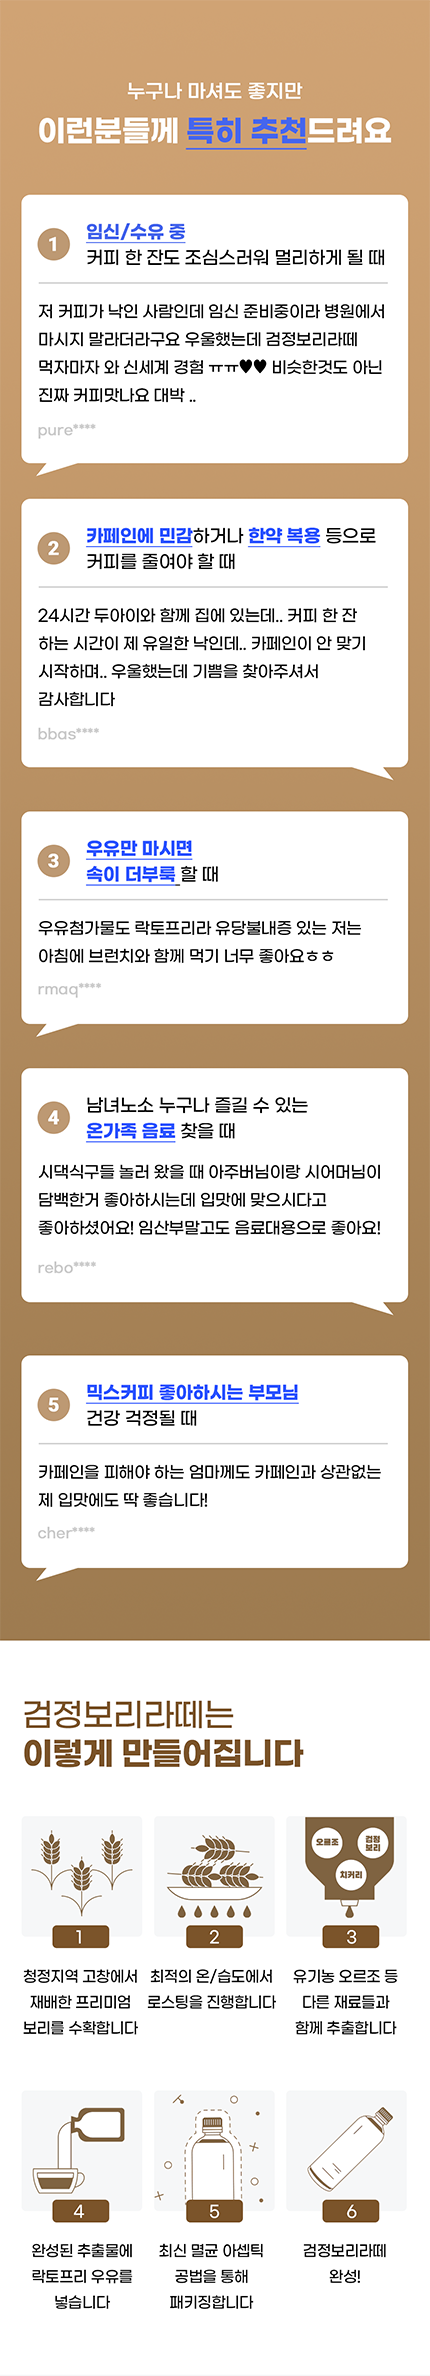 누구나 마셔도 좋지만
이런분들께 특히 추천드려요
1
임신/수유 중
커피 한 잔도 조심스러워 멀리하게 될 때
저 커피가 낙인 사람인데 임신 준비중이라 병원에서
마시지 말라더라구요 우울했는데 검정보리라떼
먹자마자 와 신세계 경험 ㅠㅠ♥♥ 비슷한것도 아닌
진짜 커피맛나요 대박 ..
pure****
2
카페인에 민감하거나 한약 복용 등으로
커피를 줄여야 할 때
24시간 두아이와 함께 집에 있는데.. 커피 한 잔
하는 시간이 제 유일한 낙인데.. 카페인이 안 맞기
시작하며.. 우울했는데 기쁨을 찾아주셔서
감사합니다
bbas****
3
우유만 마시면
속이 더부룩 할 때
우유첨가물도 락토프리라 유당불내증 있는 저는
아침에 브런치와 함께 먹기 너무 좋아요ㅎㅎ
rmaq****
4
남녀노소 누구나 즐길 수 있는
온가족 음료 찾을 때
시댁식구들 놀러 왔을 때 아주버님이랑 시어머님이
담백한거 좋아하시는데 입맛에 맞으시다고
좋아하셨어요! 임산부말고도 음료대용으로 좋아요!
rebo****
5
믹스커피 좋아하시는 부모님
건강 걱정될 때
카페인을 피해야 하는 엄마께도 카페인과 상관없는
제 입맛에도 딱 좋습니다!
cher****
검정보리라떼는
이렇게 만들어집니다
1
청정지역 고창에서
재배한 프리미엄
보리를 수확합니다
2
최적의 온/습도에서
로스팅을 진행합니다
오르조
검정
보리
치커리
3
유기농 오르조 등
다른 재료들과
함께 추출합니다
4
완성된 추출물에
락토프리 우유를
넣습니다
5
최신 멸균 아셉틱
공법을 통해
패키징합니다
6
검정보리라떼
완성!